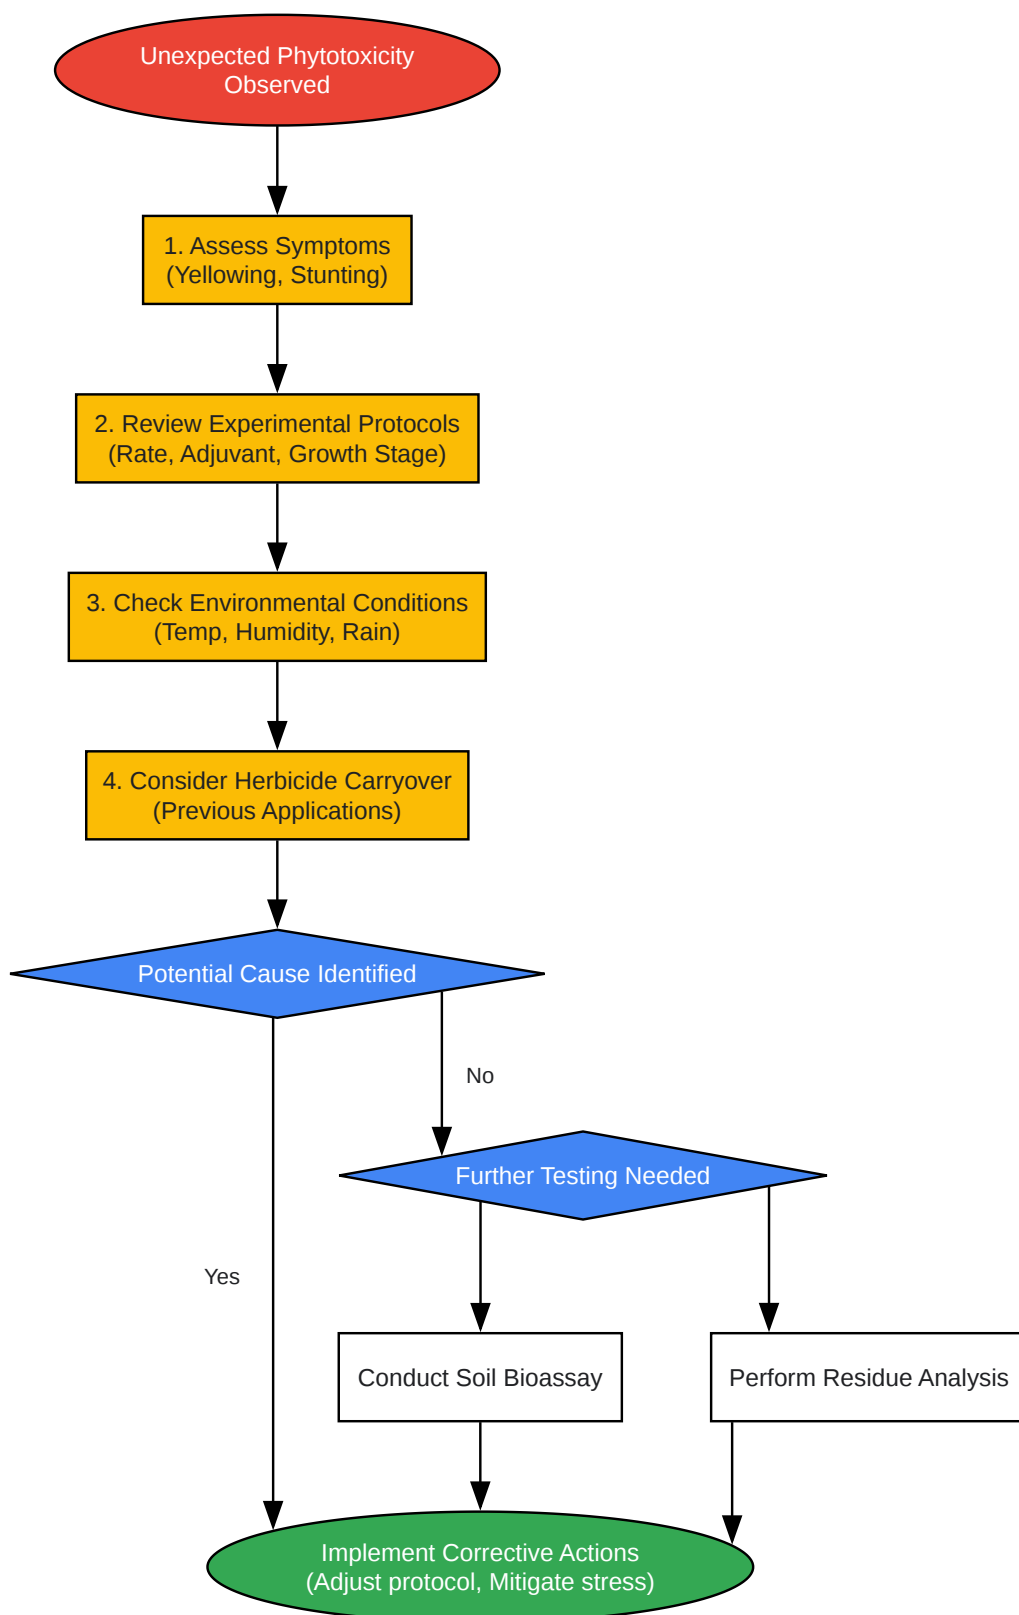 Unexpected Phytotoxicity
Observed
1. Assess Symptoms
(Yellowing, Stunting)
2. Review Experimental Protocols
(Rate, Adjuvant, Growth Stage)
3. Check Environmental Conditions
(Temp, Humidity, Rain)
4. Consider Herbicide Carryover
(Previous Applications)
Potential Cause Identified
No
Further Testing Needed
Yes
Conduct Soil Bioassay
Perform Residue Analysis
Implement Corrective Actions
(Adjust protocol, Mitigate stress)